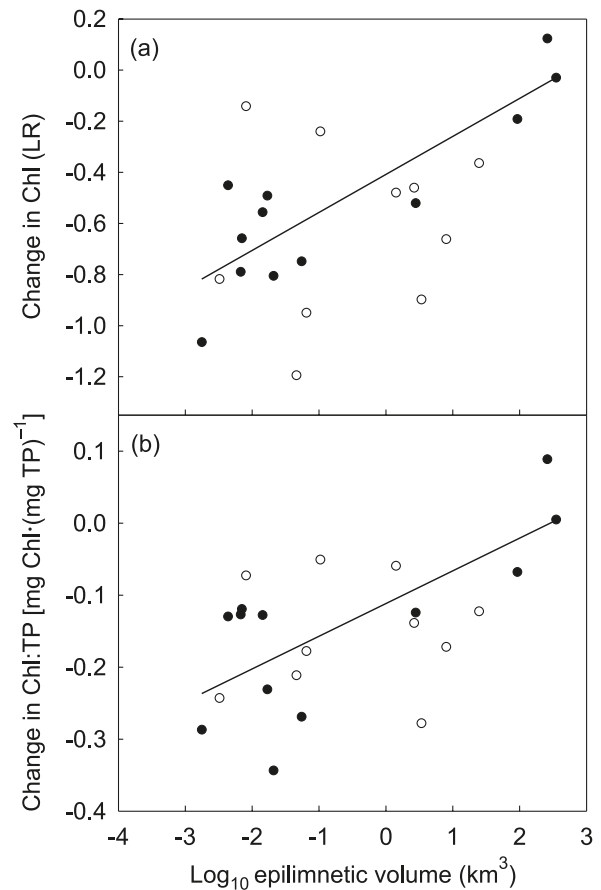 (a)
0.2
0.0
-0.2
-0.4
-0.6
-0.8
-1.0
-1.2
Change in Chl (LR)
(b)
0.1
0.0
-0.1
-0.2
-0.3
-0.4
Change in Chl:TP [mg Chl·(mg TP)⁻¹]
-4 -3 -2 -1 0 1 2 3
Log₁₀ epilimnetic volume (km³)